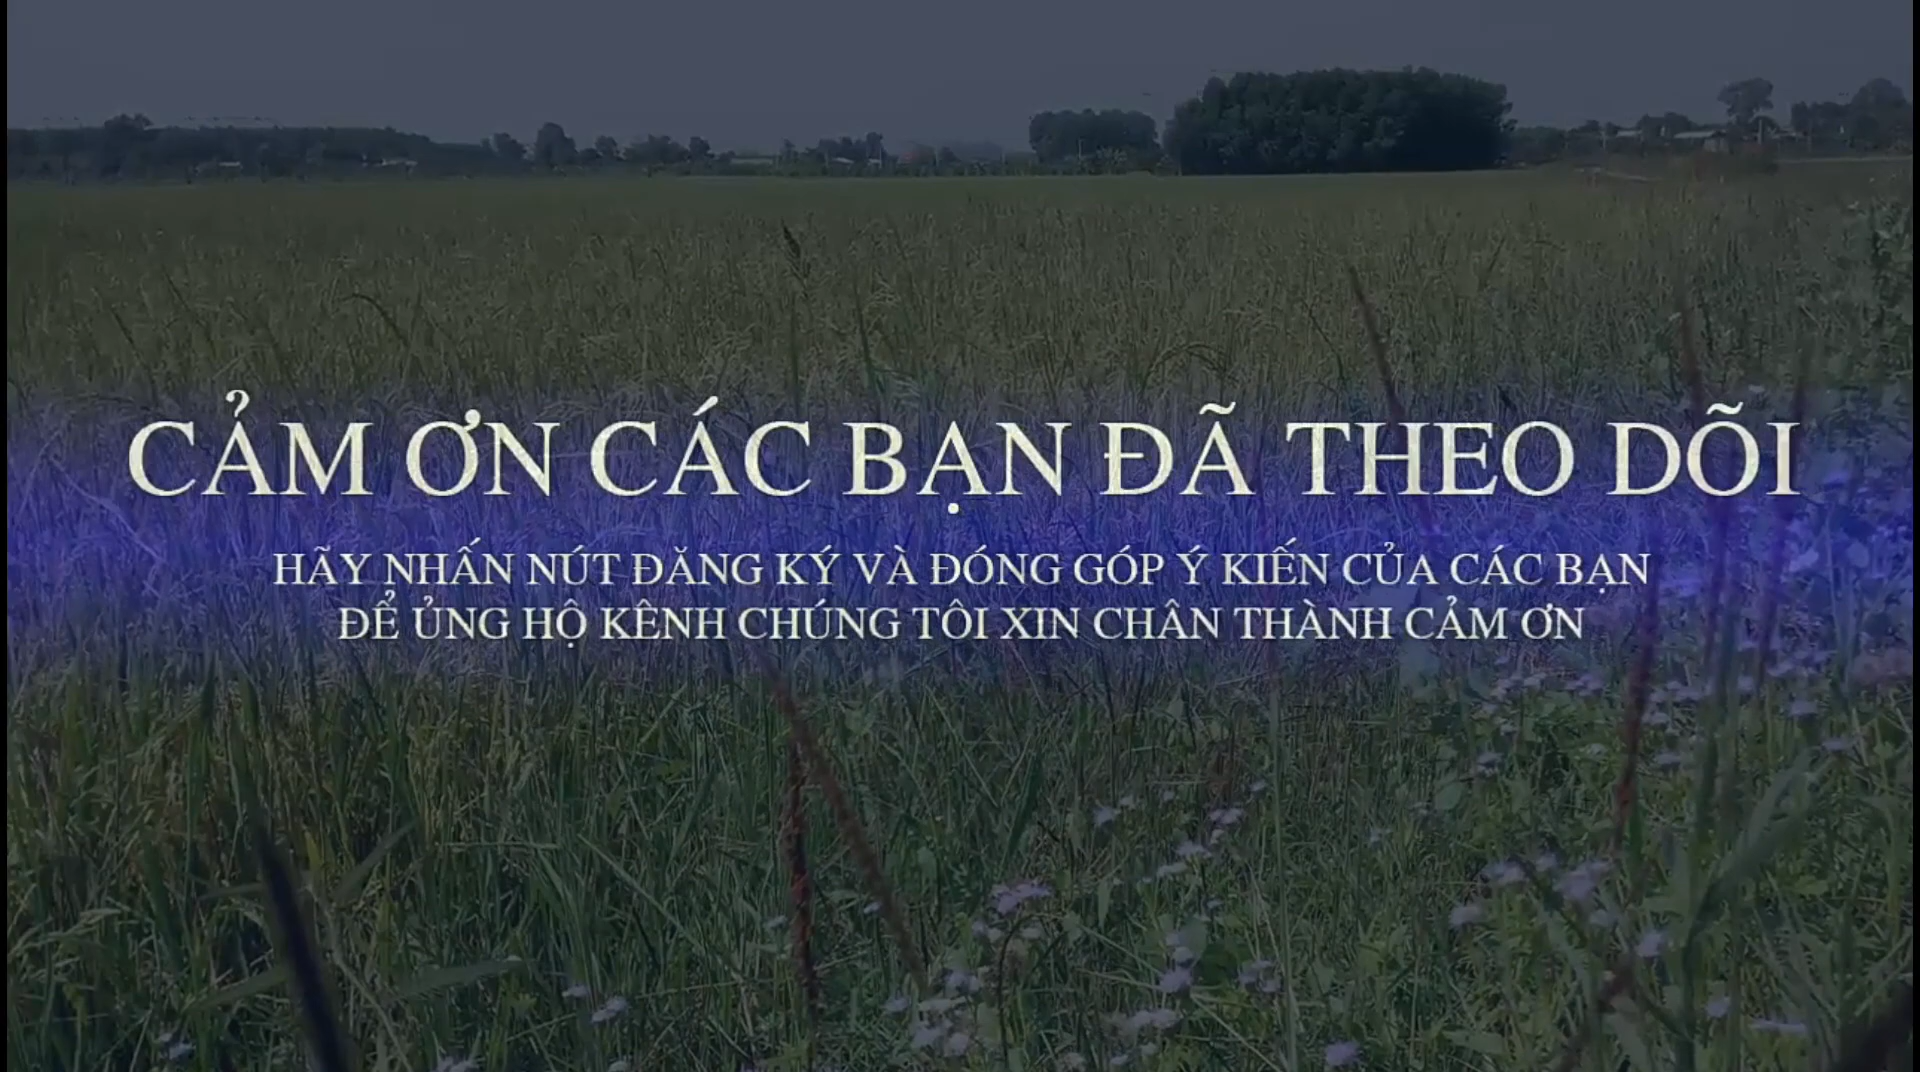 CẢM ƠN CÁC BẠN ĐÃ THEO DÕI
HÃY NHẤN NÚT ĐĂNG KÝ VÀ ĐÓNG GÓP Ý KIẾN CỦA CÁC BẠN
ĐỂ ỦNG HỘ KÊNH CHÚNG TÔI XIN CHÂN THÀNH CẢM ƠN